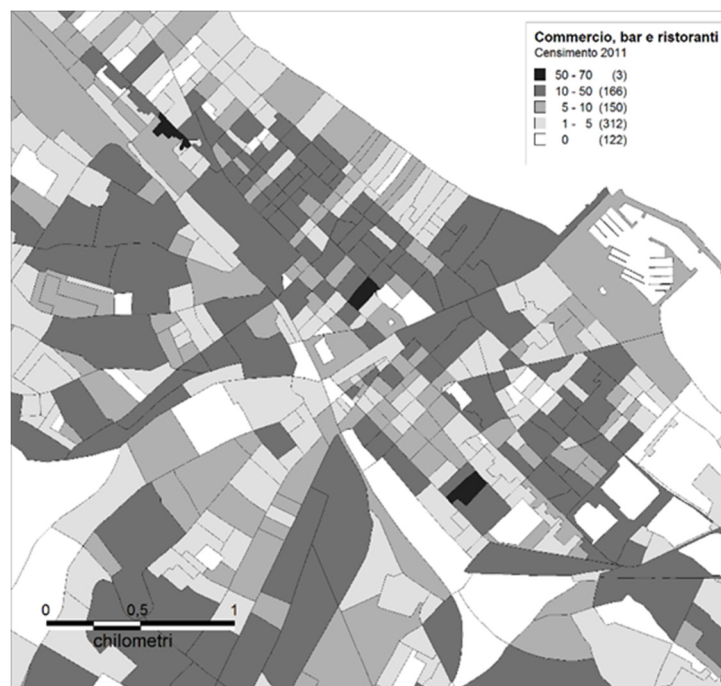 Commercio, bar e ristoranti
Censimento 2011
50 - 70 (3)
10 - 50 (166)
5 - 10 (150)
1 - 5 (312)
0 (122)
0 0,5 1
chilometri